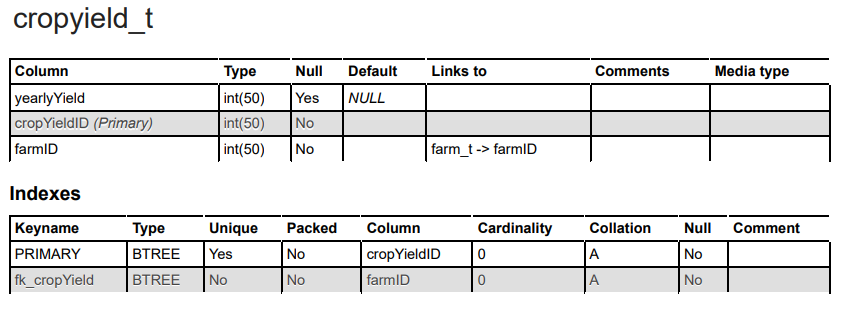 cropyield_t
Column Type Null Default Links to Comments Media type
yearlyYield int(50) Yes NULL
cropYieldID (Primary) int(50) No
farmID int(50) No farm_t -> farmID
Indexes
Keyname Type Unique Packed Column Cardinality Collation Null Comment
PRIMARY BTREE Yes No cropYieldID 0 A No
fk_cropYield BTREE No No farmID 0 A No